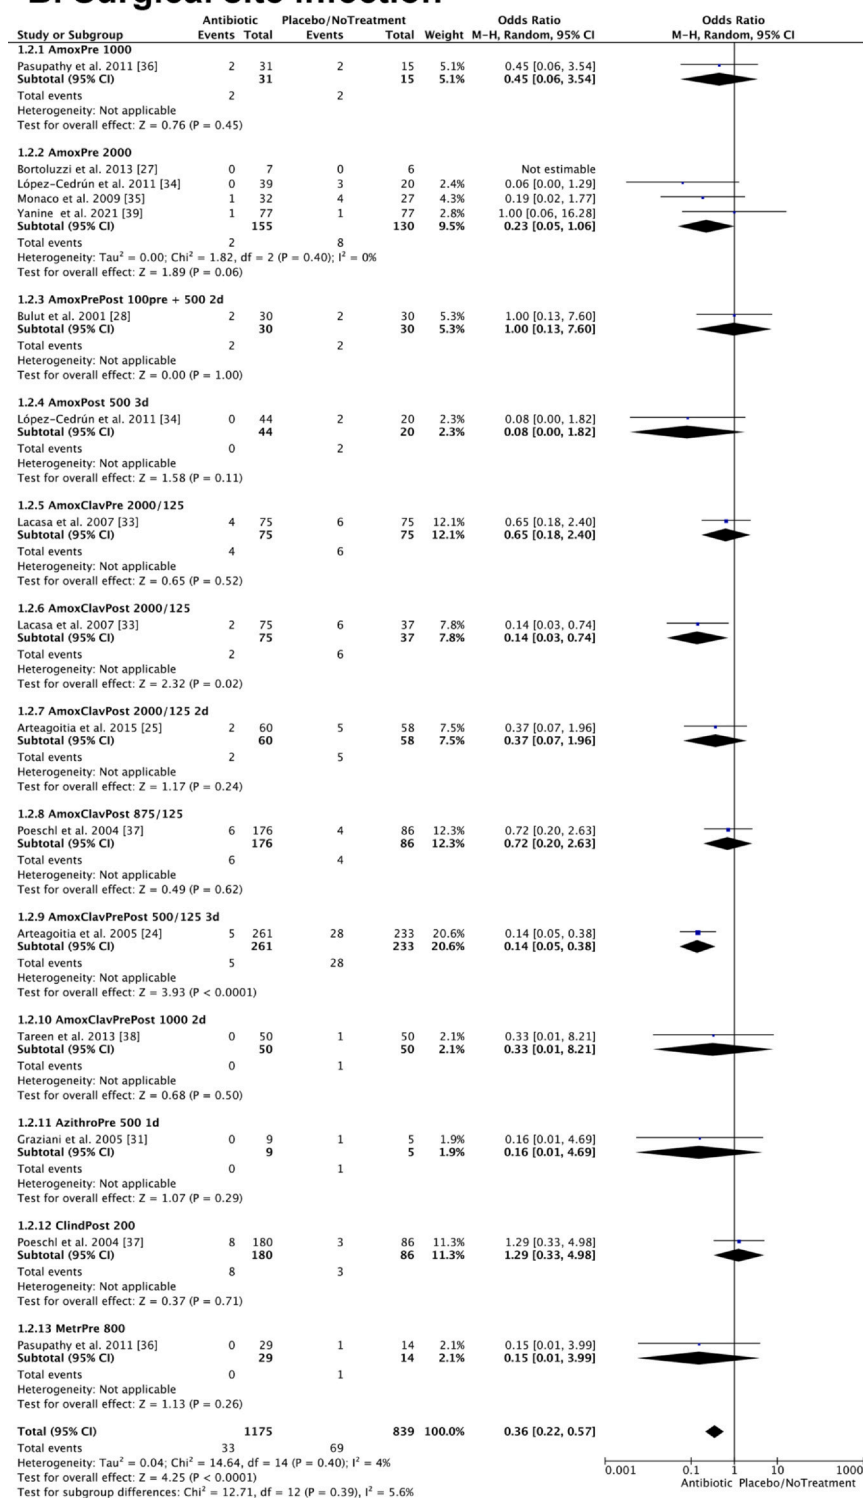 B. Surgical Site Infection
Antibiotic Placebo/NoTreatment Odds Ratio Odds Ratio
Study or Subgroup Events Total Events Total Weight M-H, Random, 95% CI M-H, Random, 95% CI
1.2.1 AmoxPre 1000
Pasupathy et al. 2011 [36] 2 31 2 15 5.1% 0.45 [0.06, 3.54]
Subtotal (95% CI) 31 15 5.1% 0.45 [0.06, 3.54]
Total events 2 2
Heterogeneity: Not applicable
Test for overall effect: Z = 0.76 (P = 0.45)
1.2.2 AmoxPre 2000
Bortoluzzi et al. 2013 [27] 0 7 0 6 Not estimable
López-Cedrún et al. 2011 [34] 0 39 3 20 2.4% 0.06 [0.00, 1.29]
Monaco et al. 2009 [35] 1 32 4 27 4.3% 0.19 [0.02, 1.77]
Yanine et al. 2021 [39] 1 77 1 77 2.8% 1.00 [0.06, 16.28]
Subtotal (95% CI) 155 130 9.5% 0.23 [0.05, 1.06]
Total events 2 8
Heterogeneity: Tau² = 0.00; Chi² = 1.82, df = 2 (P = 0.40); I² = 0%
Test for overall effect: Z = 1.89 (P = 0.06)
1.2.3 AmoxPrePost 100pre + 500 2d
Bulut et al. 2001 [28] 2 30 2 30 5.3% 1.00 [0.13, 7.60]
Subtotal (95% CI) 30 30 5.3% 1.00 [0.13, 7.60]
Total events 2 2
Heterogeneity: Not applicable
Test for overall effect: Z = 0.00 (P = 1.00)
1.2.4 AmoxPost 500 3d
López-Cedrún et al. 2011 [34] 0 44 2 20 2.3% 0.08 [0.00, 1.82]
Subtotal (95% CI) 44 20 2.3% 0.08 [0.00, 1.82]
Total events 0 2
Heterogeneity: Not applicable
Test for overall effect: Z = 1.58 (P = 0.11)
1.2.5 AmoxClavPre 2000/125
Lacasa et al. 2007 [33] 4 75 6 75 12.1% 0.65 [0.18, 2.40]
Subtotal (95% CI) 75 75 12.1% 0.65 [0.18, 2.40]
Total events 4 6
Heterogeneity: Not applicable
Test for overall effect: Z = 0.65 (P = 0.52)
1.2.6 AmoxClavPost 2000/125
Lacasa et al. 2007 [33] 2 75 6 37 7.8% 0.14 [0.03, 0.74]
Subtotal (95% CI) 75 37 7.8% 0.14 [0.03, 0.74]
Total events 2 6
Heterogeneity: Not applicable
Test for overall effect: Z = 2.32 (P = 0.02)
1.2.7 AmoxClavPost 2000/125 2d
Arteagoitia et al. 2015 [25] 2 60 5 58 7.5% 0.37 [0.07, 1.96]
Subtotal (95% CI) 60 58 7.5% 0.37 [0.07, 1.96]
Total events 2 5
Heterogeneity: Not applicable
Test for overall effect: Z = 1.17 (P = 0.24)
1.2.8 AmoxClavPost 875/125
Poeschl et al. 2004 [37] 6 176 4 86 12.3% 0.72 [0.20, 2.63]
Subtotal (95% CI) 176 86 12.3% 0.72 [0.20, 2.63]
Total events 6 4
Heterogeneity: Not applicable
Test for overall effect: Z = 0.49 (P = 0.62)
1.2.9 AmoxClavPrePost 500/125 3d
Arteagoitia et al. 2005 [24] 5 261 28 233 20.6% 0.14 [0.05, 0.38]
Subtotal (95% CI) 261 233 20.6% 0.14 [0.05, 0.38]
Total events 5 28
Heterogeneity: Not applicable
Test for overall effect: Z = 3.93 (P < 0.0001)
1.2.10 AmoxClavPrePost 1000 2d
Tareen et al. 2013 [38] 0 50 1 50 2.1% 0.33 [0.01, 8.21]
Subtotal (95% CI) 50 50 2.1% 0.33 [0.01, 8.21]
Total events 0 1
Heterogeneity: Not applicable
Test for overall effect: Z = 0.68 (P = 0.50)
1.2.11 AzithroPre 500 1d
Graziani et al. 2005 [31] 0 9 1 5 1.9% 0.16 [0.01, 4.69]
Subtotal (95% CI) 9 5 1.9% 0.16 [0.01, 4.69]
Total events 0 1
Heterogeneity: Not applicable
Test for overall effect: Z = 1.07 (P = 0.29)
1.2.12 ClindPost 200
Poeschl et al. 2004 [37] 8 180 3 86 11.3% 1.29 [0.33, 4.98]
Subtotal (95% CI) 180 86 11.3% 1.29 [0.33, 4.98]
Total events 8 3
Heterogeneity: Not applicable
Test for overall effect: Z = 0.37 (P = 0.71)
1.2.13 MetrPre 800
Pasupathy et al. 2011 [36] 0 29 1 14 2.1% 0.15 [0.01, 3.99]
Subtotal (95% CI) 29 14 2.1% 0.15 [0.01, 3.99]
Total events 0 1
Heterogeneity: Not applicable
Test for overall effect: Z = 1.13 (P = 0.26)
Total (95% CI) 1175 839 100.0% 0.36 [0.22, 0.57]
Total events 33 69
Heterogeneity: Tau² = 0.04; Chi² = 14.64, df = 14 (P = 0.40); I² = 4%
Test for overall effect: Z = 4.25 (P < 0.0001)
Test for subgroup differences: Chi² = 12.71, df = 12 (P = 0.39), I² = 5.6%
0.001 0.1 1 10 1000
Antibiotic Placebo/NoTreatment